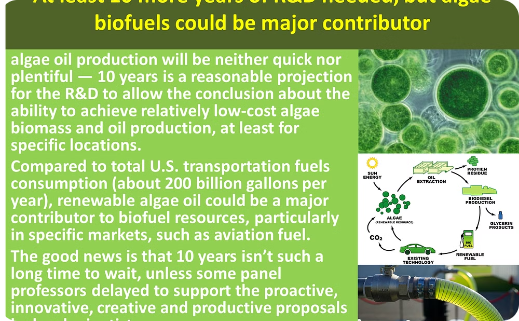 At least 10 more years of R&D needed, but algae
biofuels could be major contributor
algae oil production will be neither quick nor
plentiful — 10 years is a reasonable projection
for the R&D to allow the conclusion about the
ability to achieve relatively low-cost algae
biomass and oil production, at least for
specific locations.
Compared to total U.S. transportation fuels
consumption (about 200 billion gallons per
year), renewable algae oil could be a major
contributor to biofuel resources, particularly
in specific markets, such as aviation fuel.
The good news is that 10 years isn't such a
long time to wait, unless some panel
professors delayed to support the proactive,
innovative, creative and productive proposals
SUN
ENERGY
OIL
EXTRACTION
PROTEIN
RESIDUE
BIODIESEL
PRODUCTION
GLYCERIN
PRODUCTS
ALGAE
CO₂
EXISTING
TECHNOLOGY
RENEWABLE
FUEL